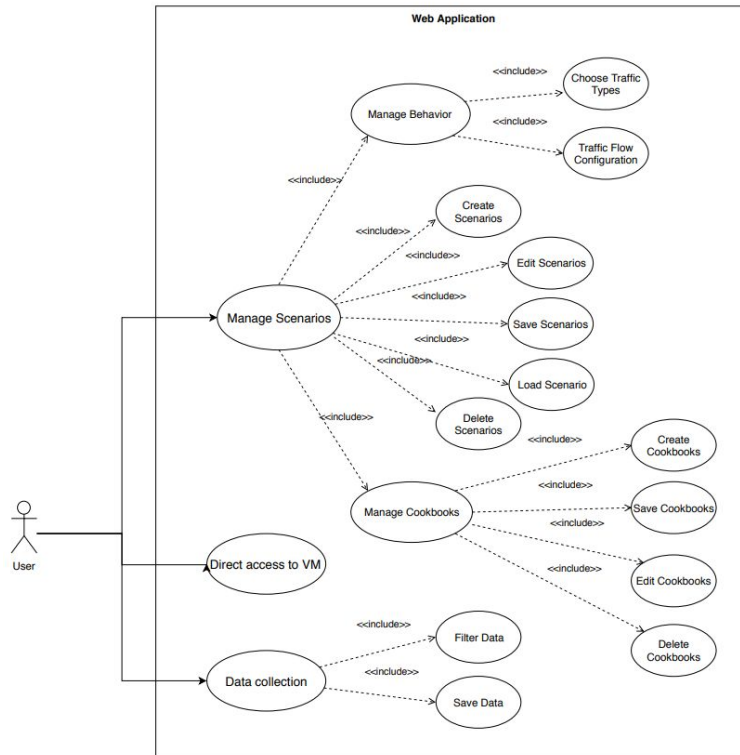 Web Application
<<include>>
Choose Traffic
Types
Manage Behavior
<<include>>
Traffic Flow
Configuration
<<include>>
Create
Scenarios
<<include>>
<<include>>
Edit Scenarios
<<include>>
Manage Scenarios
Save Scenarios
<<include>>
Load Scenario
<<include>>
Delete
Scenarios
<<include>>
<<include>>
Create
Cookbooks
<<include>>
Manage Cookbooks
Save Cookbooks
<<include>>
User
Direct access to VM
<<include>>
Edit Cookbooks
<<include>>
Filter Data
Delete
Cookbooks
<<include>>
Data collection
Save Data